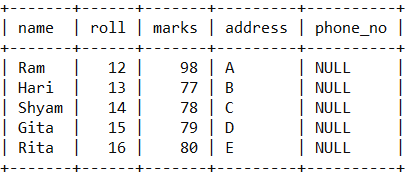 +-------+------+-------+---------+----------+
| name  | roll | marks | address | phone_no |
+-------+------+-------+---------+----------+
| Ram   |   12 |    98 | A       | NULL     |
| Hari  |   13 |    77 | B       | NULL     |
| Shyam |   14 |    78 | C       | NULL     |
| Gita  |   15 |    79 | D       | NULL     |
| Rita  |   16 |    80 | E       | NULL     |
+-------+------+-------+---------+----------+